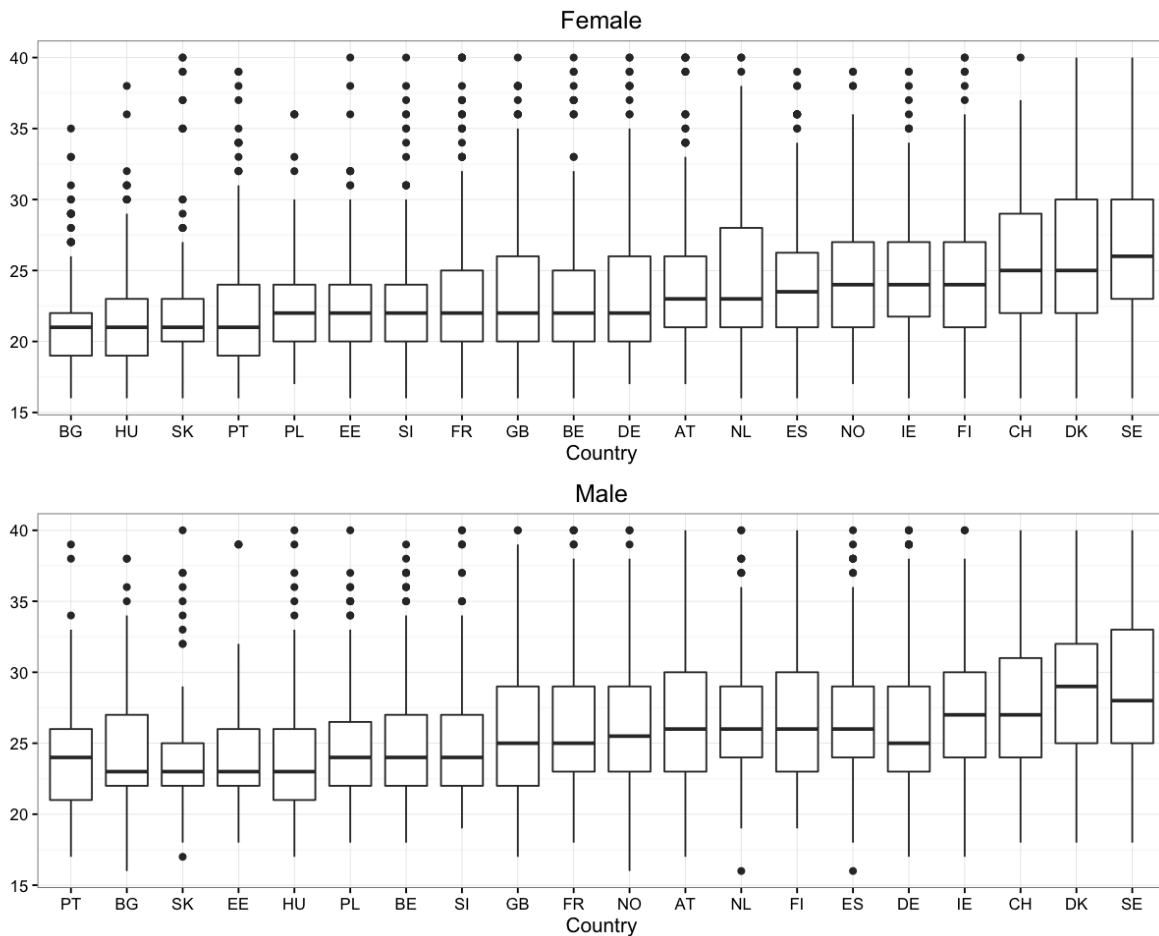 Female
40
35
30
25
20
15
BG HU SK PT PL EE SI FR GB BE DE AT NL ES NO IE FI CH DK SE
Country
Male
40
35
30
25
20
15
PT BG SK EE HU PL BE SI GB FR NO AT NL FI ES DE IE CH DK SE
Country